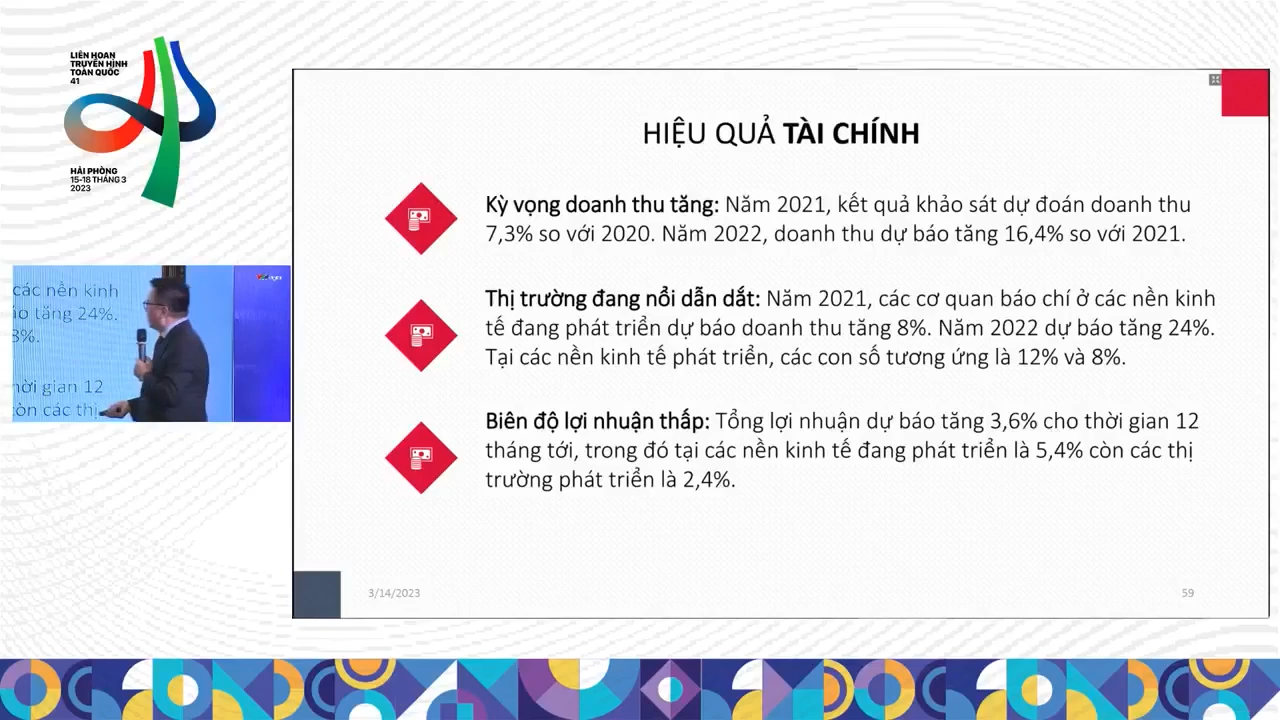 LIÊN HOAN
TRUYỀN HÌNH
TOÀN QUỐC
41
HẢI PHÒNG
15-18 THÁNG 3
2023
các nền kinh
áo tăng 24%.
8%.
hời gian 12
còn các thị
HIỆU QUẢ TÀI CHÍNH
Kỳ vọng doanh thu tăng: Năm 2021, kết quả khảo sát dự đoán doanh thu
7,3% so với 2020. Năm 2022, doanh thu dự báo tăng 16,4% so với 2021.
Thị trường đang nổi dẫn dắt: Năm 2021, các cơ quan báo chí ở các nền kinh
tế đang phát triển dự báo doanh thu tăng 8%. Năm 2022 dự báo tăng 24%.
Tại các nền kinh tế phát triển, các con số tương ứng là 12% và 8%.
Biên độ lợi nhuận thấp: Tổng lợi nhuận dự báo tăng 3,6% cho thời gian 12
tháng tới, trong đó tại các nền kinh tế đang phát triển là 5,4% còn các thị
trường phát triển là 2,4%.
3/14/2023
59